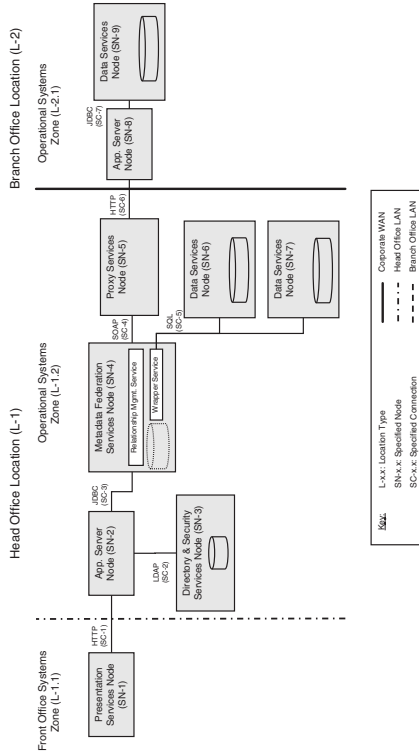 Head Office Location (L-1)
Branch Office Location (L-2)
Front Office Systems
Zone (L-1.1)
Operational Systems
Zone (L-1.2)
Operational Systems
Zone (L-2.1)
Presentation
Services Node
(SN-1)
HTTP
(SC-1)
App. Server
Node (SN-2)
LDAP
(SC-2)
Directory & Security
Services Node (SN-3)
JDBC
(SC-3)
Metadata Federation
Services Node (SN-4)
Relationship Mgmt. Service
Wrapper Service
SOAP
(SC-4)
Proxy Services
Node (SN-5)
SQL
(SC-5)
Data Services
Node (SN-6)
Data Services
Node (SN-7)
HTTP
(SC-6)
App. Server
Node (SN-8)
JDBC
(SC-7)
Data Services
Node (SN-9)
Key:
L-x.x: Location Type
SN-x.x: Specified Node
SC-x.x: Specified Connection
Corporate WAN
Head Office LAN
Branch Office LAN